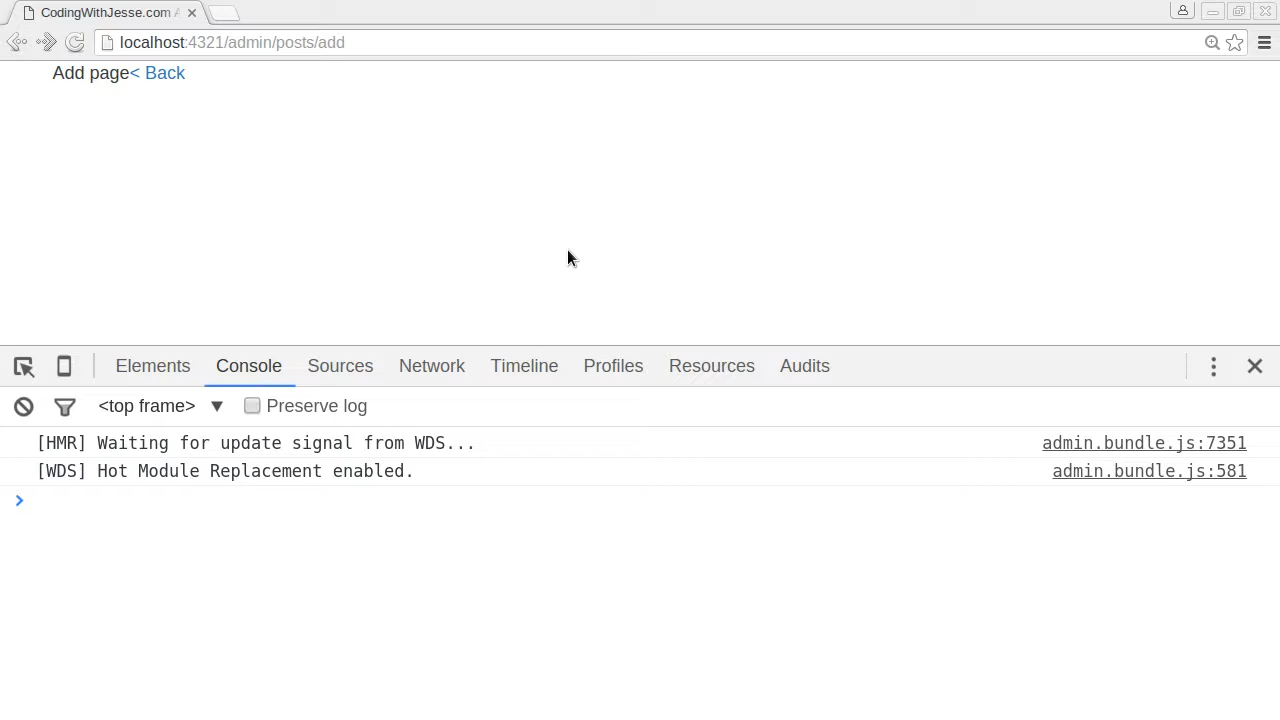 CodingWithJesse.com
localhost:4321/admin/posts/add
Add page< Back
Elements Console Sources Network Timeline Profiles Resources Audits
<top frame> ▼ Preserve log
[HMR] Waiting for update signal from WDS... admin.bundle.js:7351
[WDS] Hot Module Replacement enabled. admin.bundle.js:581